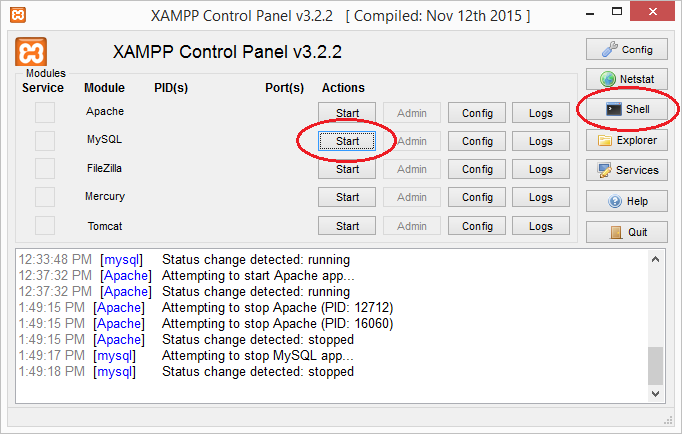 XAMPP Control Panel v3.2.2 [ Compiled: Nov 12th 2015 ]
XAMPP Control Panel v3.2.2
Config
Modules
Service Module PID(s) Port(s) Actions
Netstat
Apache Start Admin Config Logs
Shell
MySQL Start Admin Config Logs
Explorer
FileZilla Start Admin Config Logs
Services
Mercury Start Admin Config Logs
Help
Tomcat Start Admin Config Logs
Quit
12:33:48 PM [mysql] Status change detected: running
12:37:32 PM [Apache] Attempting to start Apache app...
12:37:32 PM [Apache] Status change detected: running
1:49:15 PM [Apache] Attempting to stop Apache (PID: 12712)
1:49:15 PM [Apache] Attempting to stop Apache (PID: 16060)
1:49:15 PM [Apache] Status change detected: stopped
1:49:17 PM [mysql] Attempting to stop MySQL app...
1:49:18 PM [mysql] Status change detected: stopped